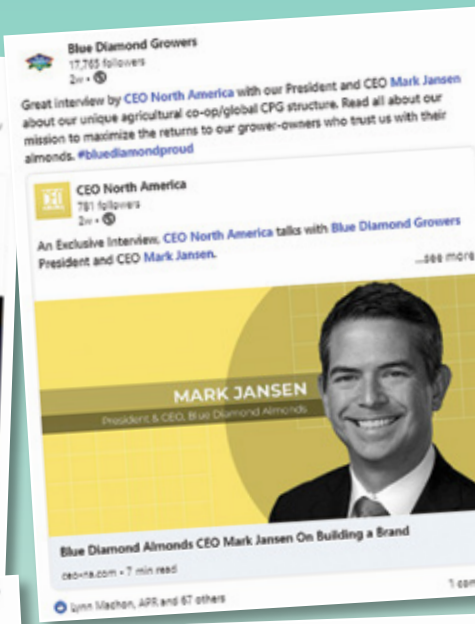 Blue Diamond Growers
17,765 followers
2w •
Great interview by CEO North America with our President and CEO Mark Jansen
about our unique agricultural co-op/global CPG structure. Read all about our
mission to maximize the returns to our grower-owners who trust us with their
almonds. #bluediamondproud
CEO North America
781 followers
2w •
An Exclusive Interview. CEO North America talks with Blue Diamond Growers
President and CEO Mark Jansen.
...see more
MARK JANSEN
President & CEO, Blue Diamond Almonds
Blue Diamond Almonds CEO Mark Jansen On Building a Brand
ceo-na.com • 7 min read
Lynn Machon, APR and 67 others